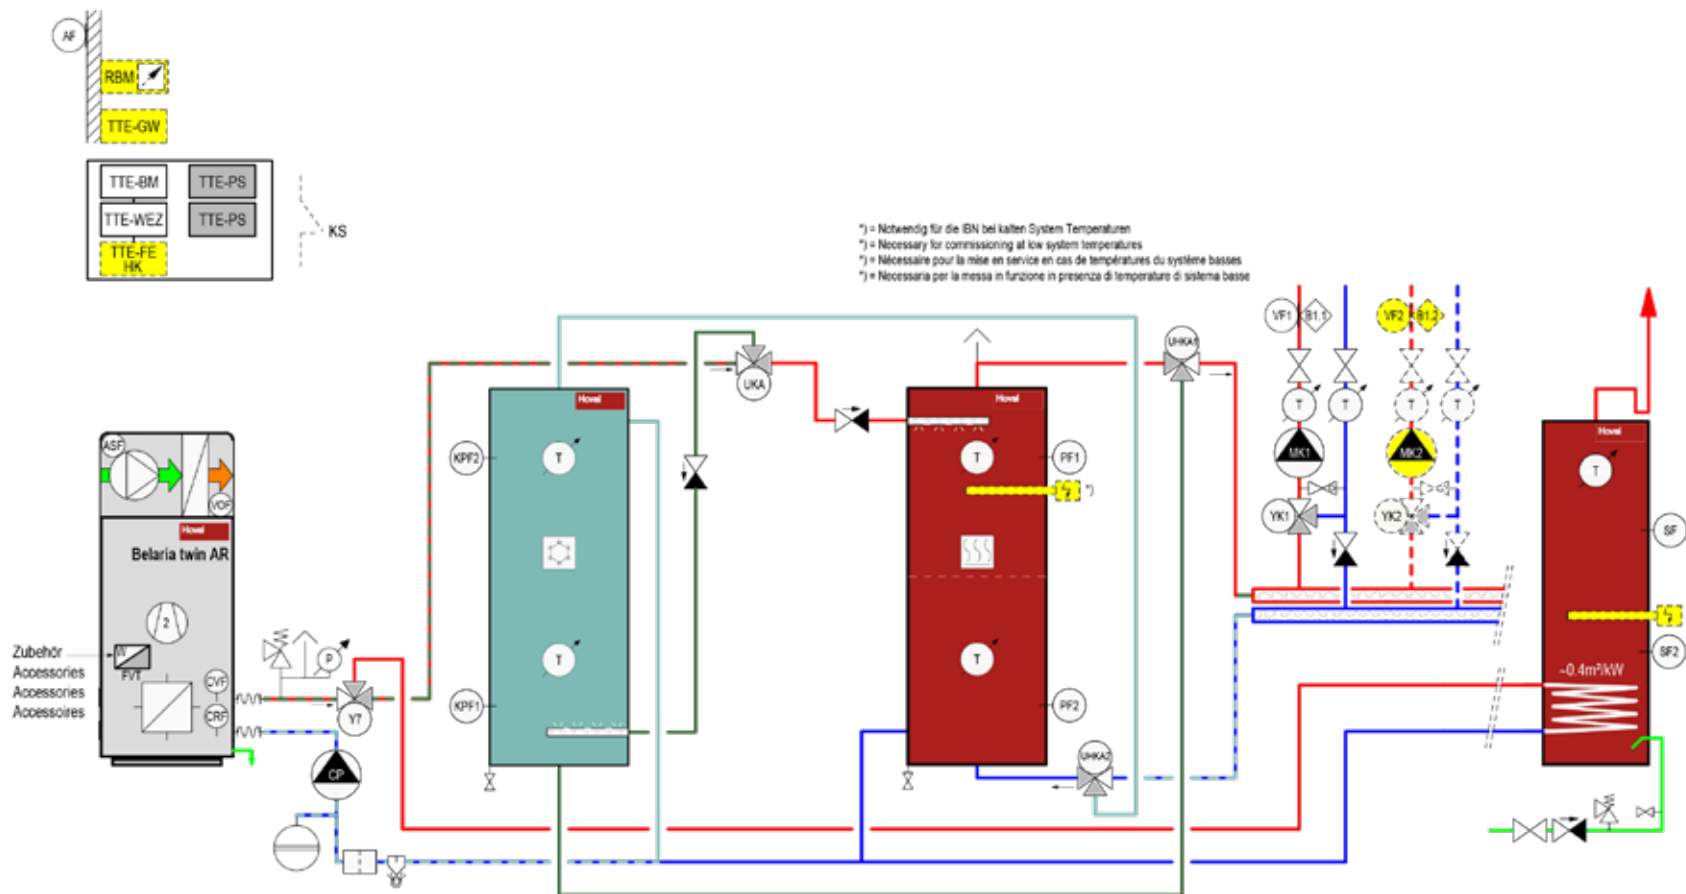 AF
RBM
TTE-GW
TTE-BM
TTE-PS
TTE-WEZ
TTE-PS
TTE-FE
HK
KS
*) = Notwendig für die IBN bei kalten System Temperaturen
*) = Necessary for commissioning at low system temperatures
*) = Nécessaire pour la mise en service en cas de températures du système basses
*) = Necessaria per la messa in funzione in presenza di temperature di sistema basse
VF1
B1.1
VF2
B1.2
UKA
UHKA1
Hoval
Hoval
Hoval
T
T
T
T
ASF
KPF2
T
T
PF1
*)
MK1
MK2
T
VOF
Hoval
YK1
YK2
SF
Belaria twin AR
2
Zubehör
Accessories
Accessories
Accessoires
FVT
CVF
CRF
P
Y7
T
T
SF2
~0.4m²/kW
KPF1
PF2
UHKA2
CP